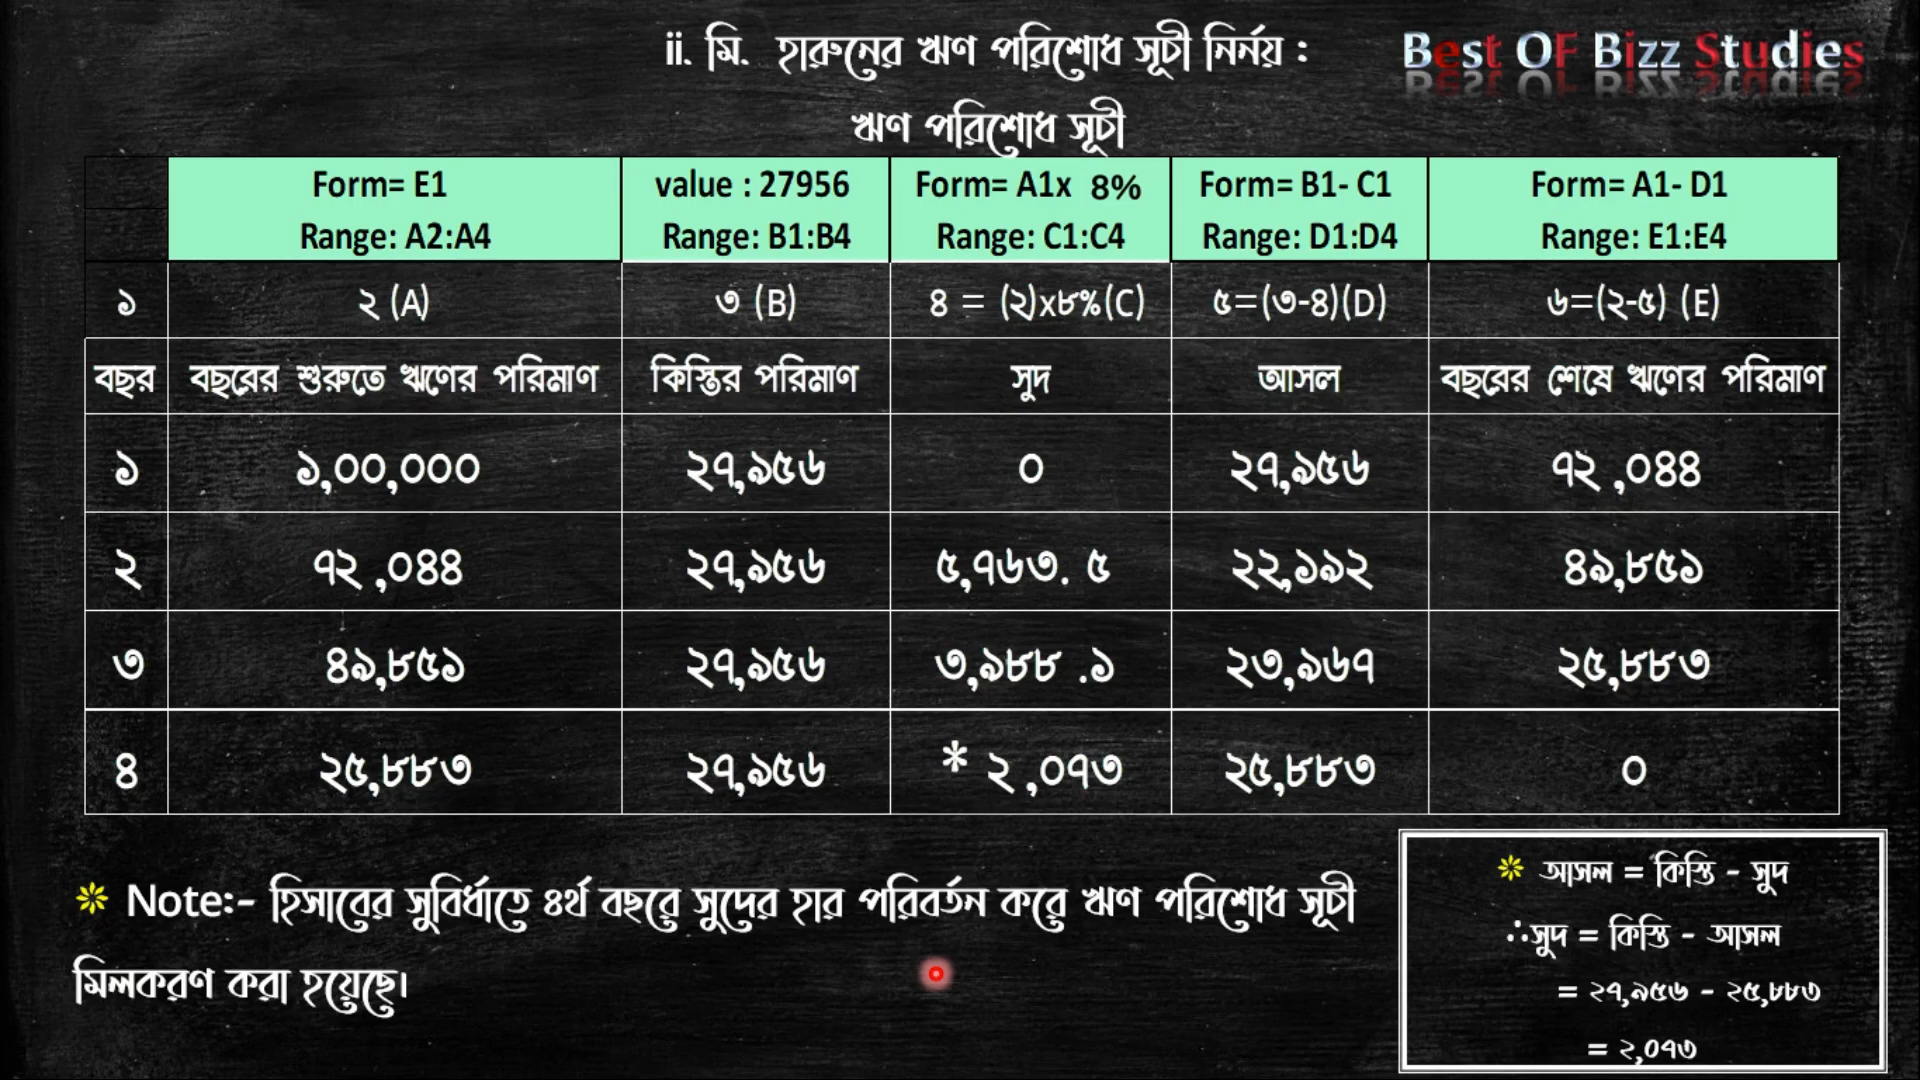 ii. মি. হারুনের ঋণ পরিশোধ সূচী নির্নয় :
Best OF Bizz Studies
ঋণ পরিশোধ সূচী
Form= E1 value : 27956 Form= A1x 8% Form= B1- C1 Form= A1- D1
Range: A2:A4 Range: B1:B4 Range: C1:C4 Range: D1:D4 Range: E1:E4
১ ২ (A) ৩ (B) ৪ = (২)x৮%(C) ৫=(৩-৪)(D) ৬=(২-৫) (E)
বছর বছরের শুরুতে ঋণের পরিমাণ কিস্তির পরিমাণ সুদ আসল বছরের শেষে ঋণের পরিমাণ
১ ১,০০,০০০ ২৭,৯৫৬ ০ ২৭,৯৫৬ ৭২ ,০৪৪
২ ৭২ ,০৪৪ ২৭,৯৫৬ ৫,৭৬৩. ৫ ২২,১৯২ ৪৯,৮৫১
৩ ৪৯,৮৫১ ২৭,৯৫৬ ৩,৯৮৮ .১ ২৩,৯৬৭ ২৫,৮৮৩
৪ ২৫,৮৮৩ ২৭,৯৫৬ * ২ ,০৭৩ ২৫,৮৮৩ ০
Note:- হিসাবের সুবির্ধাতে ৪র্থ বছরে সুদের হার পরিবর্তন করে ঋণ পরিশোধ সূচী
মিলকরণ করা হয়েছে।
আসল = কিস্তি - সুদ
∴সুদ = কিস্তি - আসল
= ২৭,৯৫৬ - ২৫,৮৮৩
= ২,০৭৩